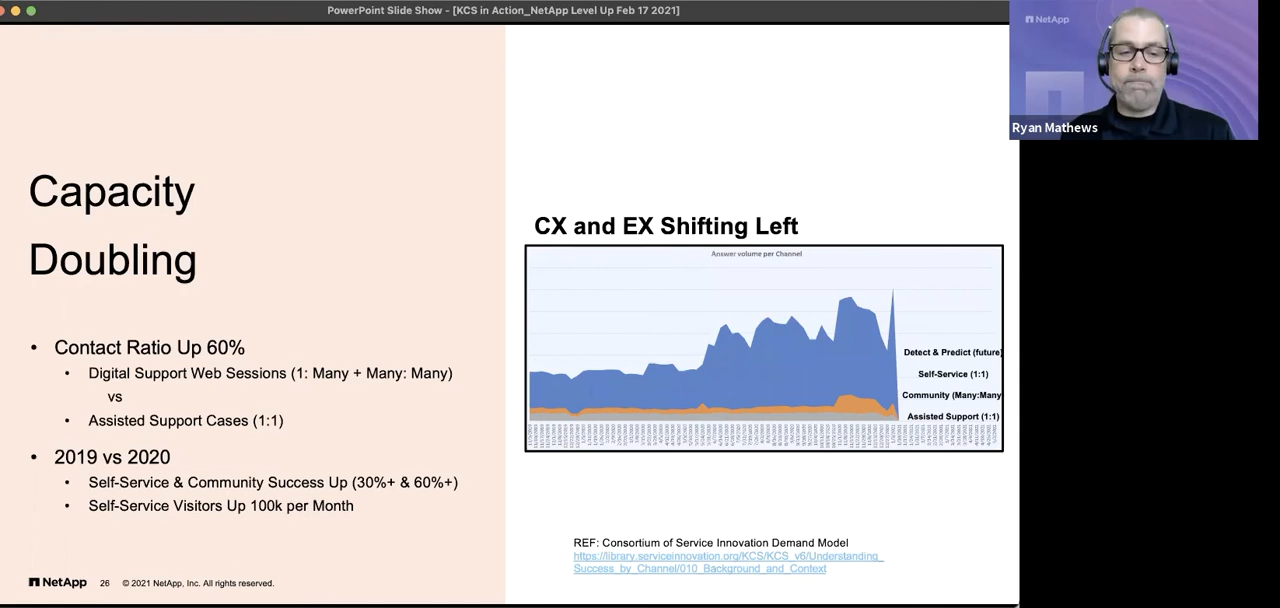 PowerPoint Slide Show - [KCS in Action_NetApp Level Up Feb 17 2021]
NetApp
Ryan Mathews
Capacity
Doubling
• Contact Ratio Up 60%
• Digital Support Web Sessions (1: Many + Many: Many)
vs
• Assisted Support Cases (1:1)
• 2019 vs 2020
• Self-Service & Community Success Up (30%+ & 60%+)
• Self-Service Visitors Up 100k per Month
CX and EX Shifting Left
Answer volume per Channel
Detect & Predict (future)
Self-Service (1:1)
Community (Many:Many
Assisted Support (1:1)
REF: Consortium of Service Innovation Demand Model
https://library.serviceinnovation.org/KCS/KCS_v6/Understanding_
Success_by_Channel/010_Background_and_Context
NetApp 26 © 2021 NetApp, Inc. All rights reserved.